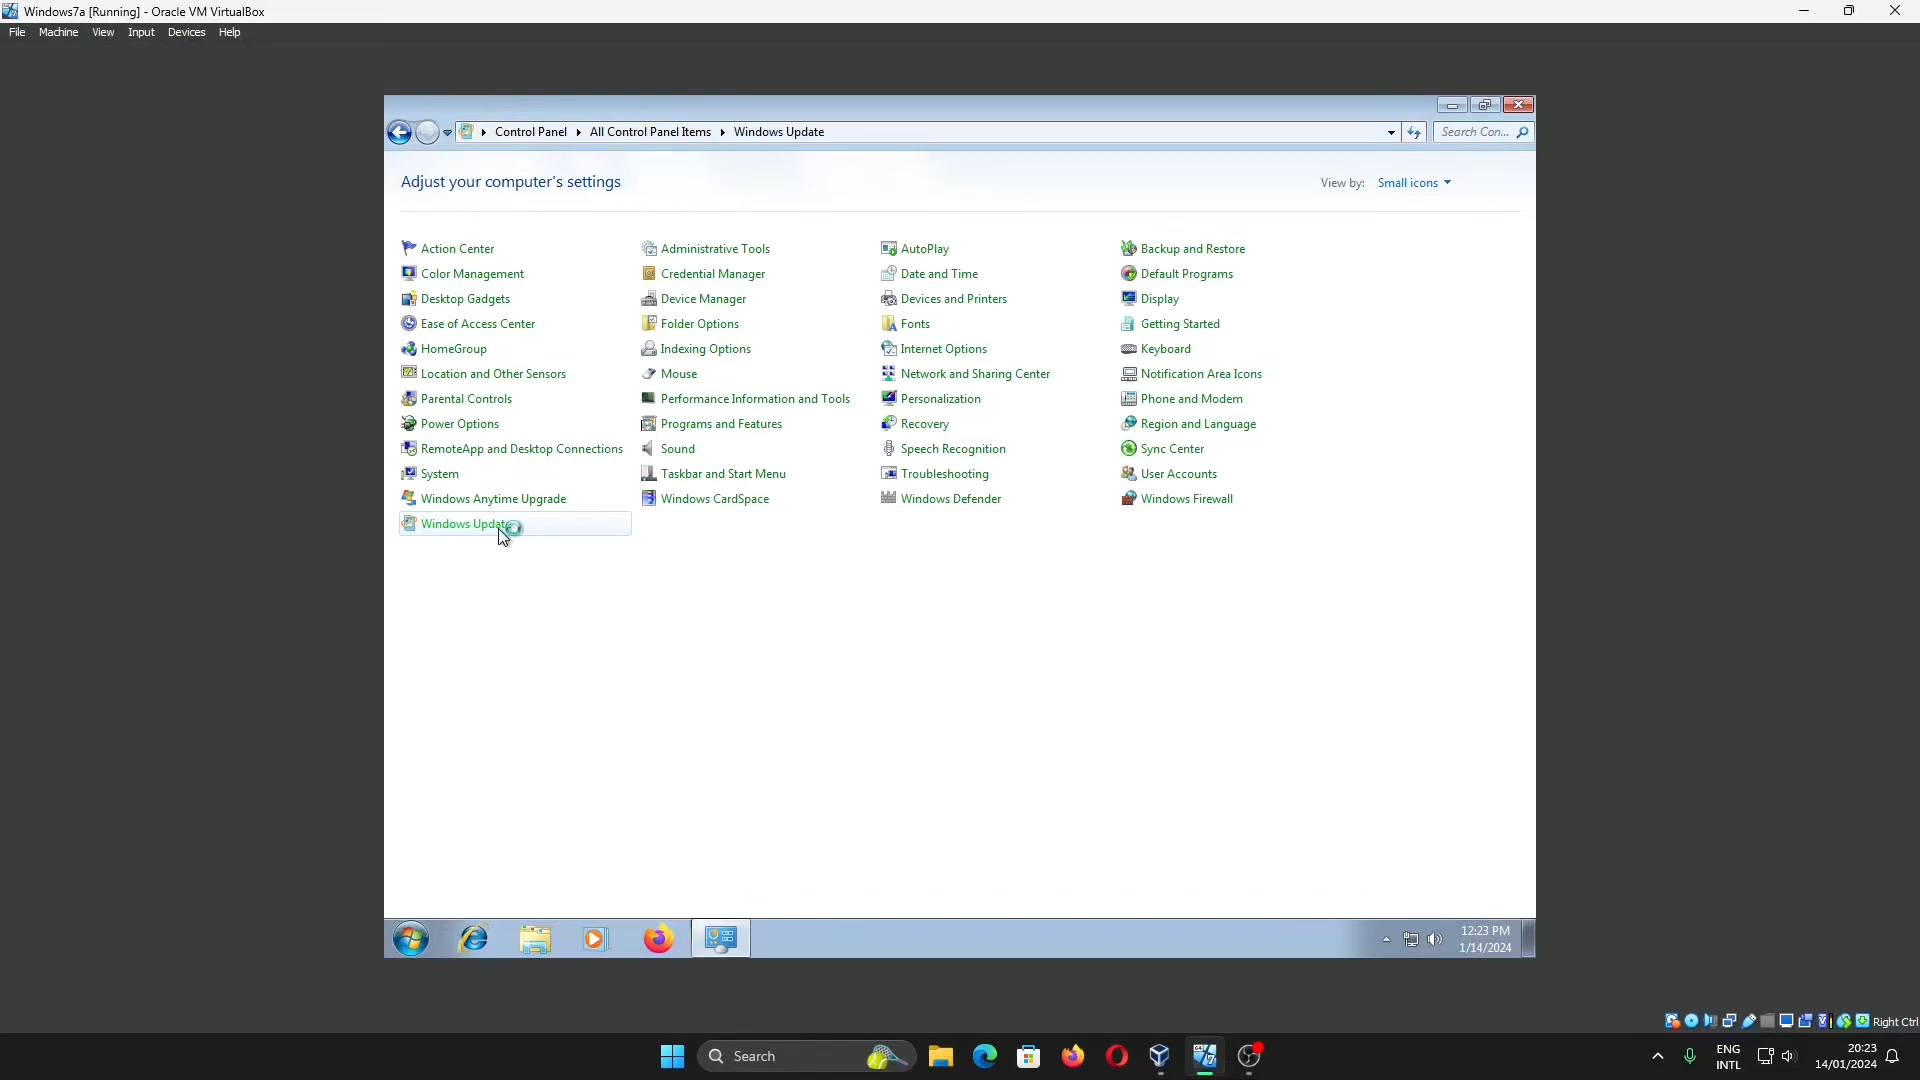 Windows7a [Running] - Oracle VM VirtualBox
File Machine View Input Devices Help
Control Panel All Control Panel Items Windows Update
Search Con...
Adjust your computer's settings
View by: Small icons
Action Center Administrative Tools AutoPlay Backup and Restore
Color Management Credential Manager Date and Time Default Programs
Desktop Gadgets Device Manager Devices and Printers Display
Ease of Access Center Folder Options Fonts Getting Started
HomeGroup Indexing Options Internet Options Keyboard
Location and Other Sensors Mouse Network and Sharing Center Notification Area Icons
Parental Controls Performance Information and Tools Personalization Phone and Modem
Power Options Programs and Features Recovery Region and Language
RemoteApp and Desktop Connections Sound Speech Recognition Sync Center
System Taskbar and Start Menu Troubleshooting User Accounts
Windows Anytime Upgrade Windows CardSpace Windows Defender Windows Firewall
Windows Update
12:23 PM
1/14/2024
Right Ctrl
Search
ENG
INTL
20:23
14/01/2024